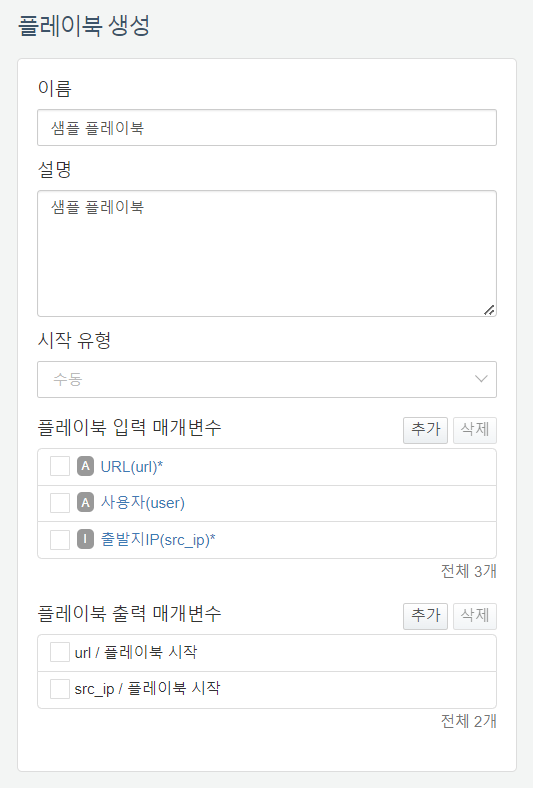 플레이북 생성
이름
샘플 플레이북
설명
샘플 플레이북
시작 유형
수동
플레이북 입력 매개변수 추가 삭제
A URL(url)*
A 사용자(user)
I 출발지IP(src_ip)*
전체 3개
플레이북 출력 매개변수 추가 삭제
url / 플레이북 시작
src_ip / 플레이북 시작
전체 2개